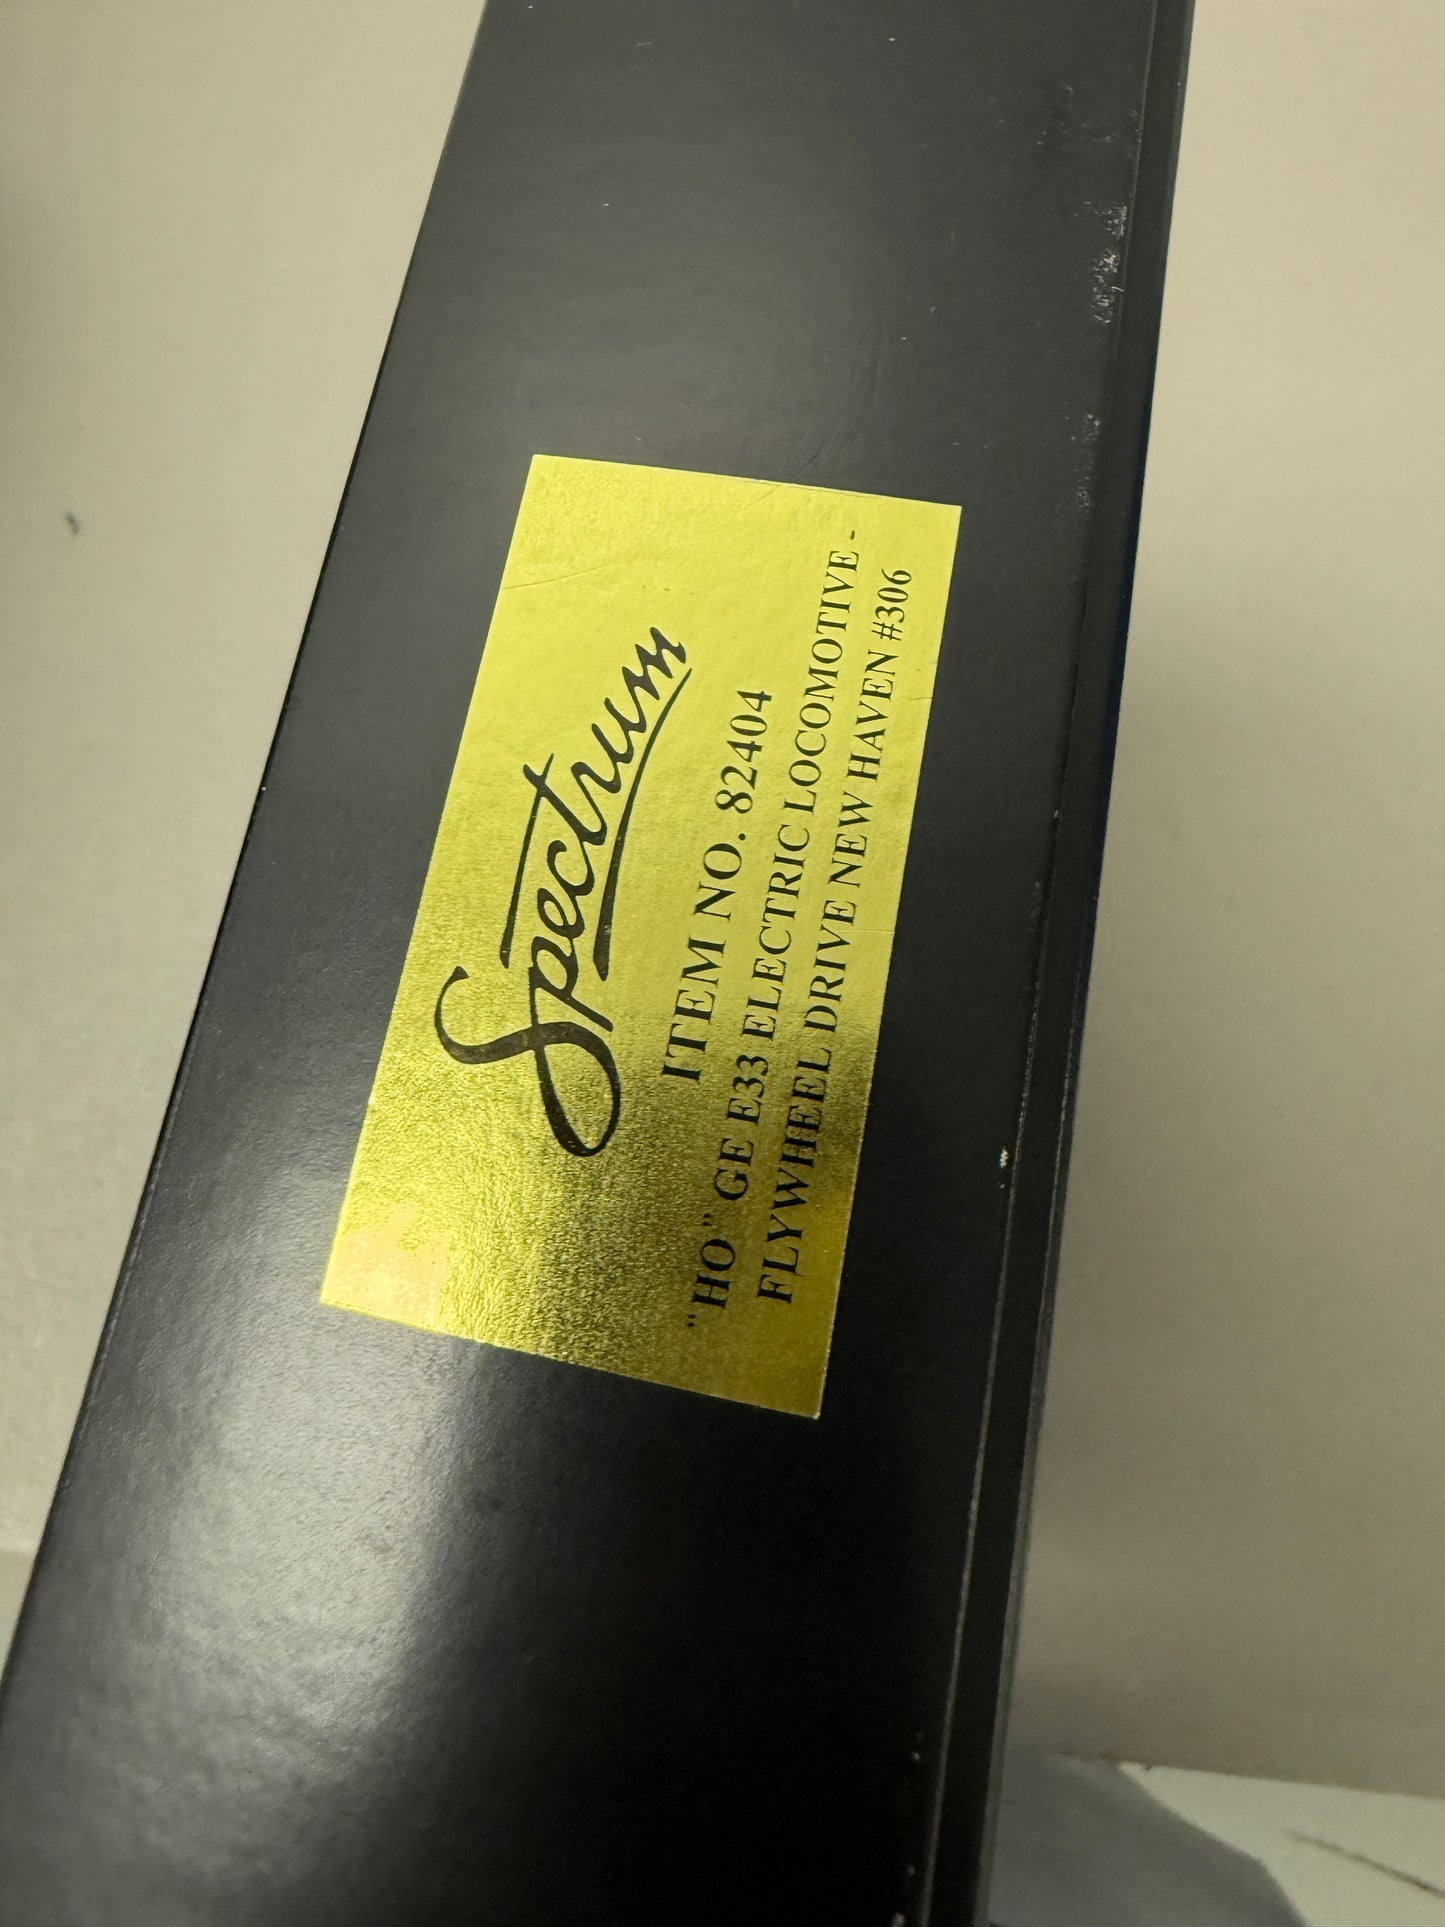 Spectrum
ITEM NO. 82404
"HO" GE E33 ELECTRIC LOCOMOTIVE -
FLYWHEEL DRIVE NEW HAVEN #306